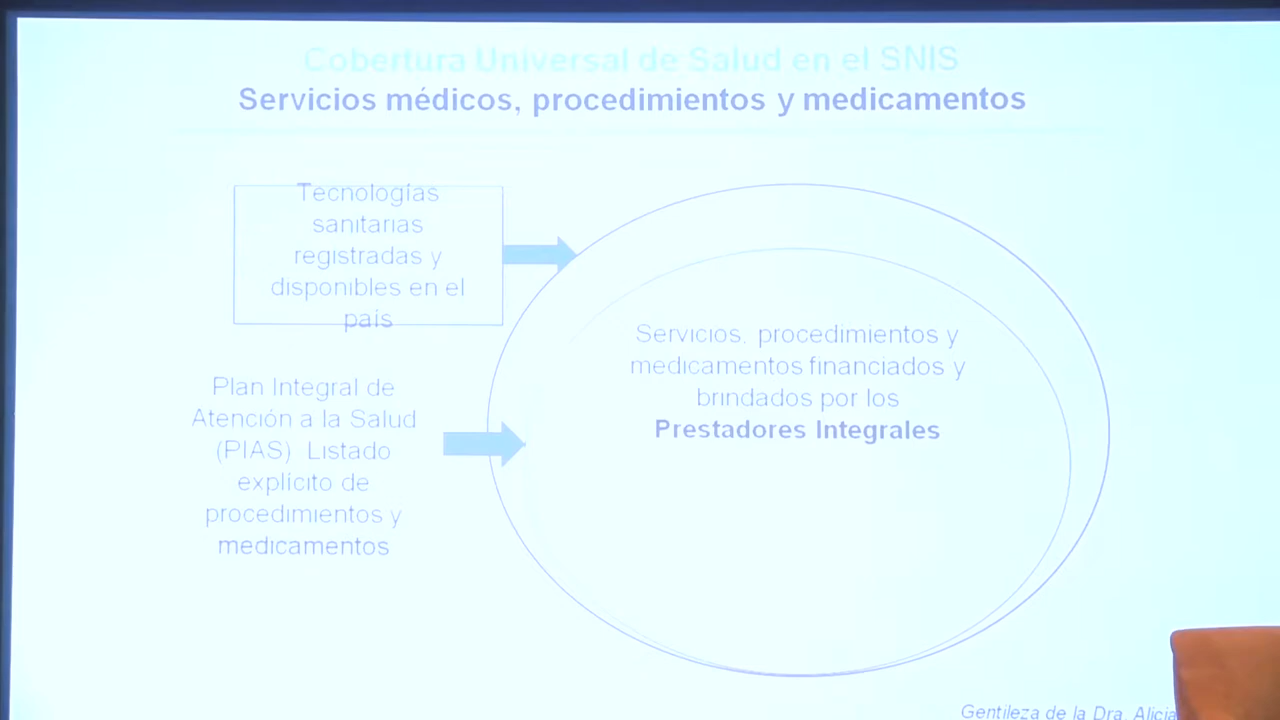 Cobertura Universal de Salud en el SNIS
Servicios médicos, procedimientos y medicamentos
Tecnologías
sanitarias
registradas y
disponibles en el
país
Plan Integral de
Atención a la Salud
(PIAS) Listado
explícito de
procedimientos y
medicamentos
Servicios, procedimientos y
medicamentos financiados y
brindados por los
Prestadores Integrales
Gentileza de la Dra. Alicia